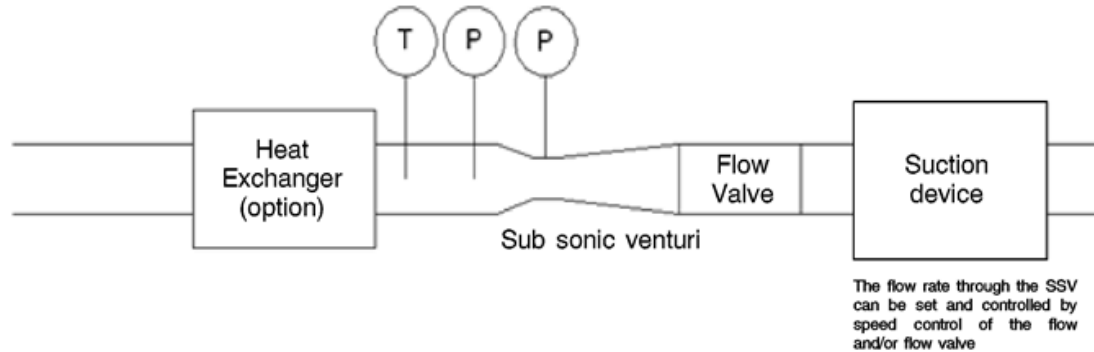 T P P
Heat
Exchanger
(option)
Flow
Valve
Suction
device
Sub sonic venturi
The flow rate through the SSV
can be set and controlled by
speed control of the flow
and/or flow valve